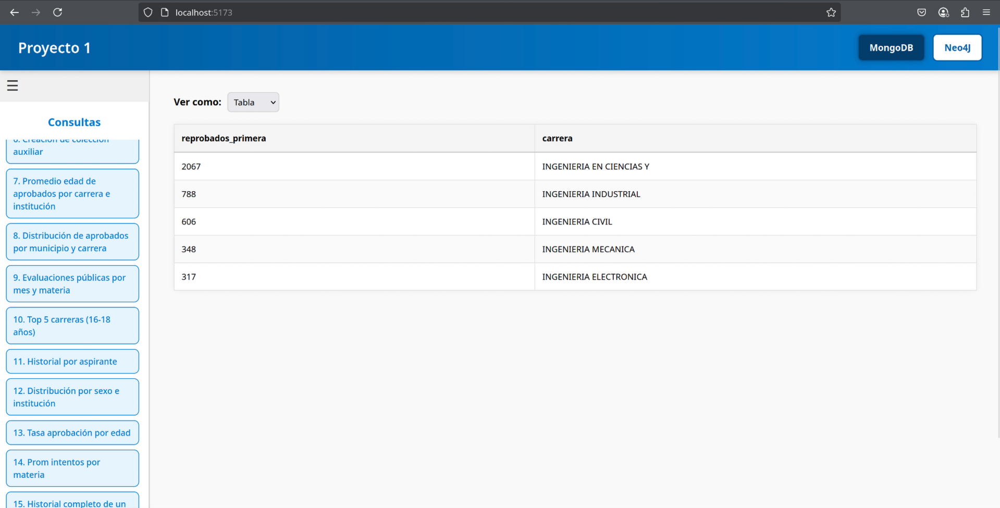 localhost:5173
Proyecto 1
MongoDB
Neo4J
Consultas
6. Creación de colección
auxiliar
7. Promedio edad de
aprobados por carrera e
institución
8. Distribución de aprobados
por municipio y carrera
9. Evaluaciones públicas por
mes y materia
10. Top 5 carreras (16-18
años)
11. Historial por aspirante
12. Distribución por sexo e
institución
13. Tasa aprobación por edad
14. Prom intentos por
materia
15. Historial completo de un
Ver como: Tabla
reprobados_primera carrera
2067 INGENIERIA EN CIENCIAS Y
788 INGENIERIA INDUSTRIAL
606 INGENIERIA CIVIL
348 INGENIERIA MECANICA
317 INGENIERIA ELECTRONICA